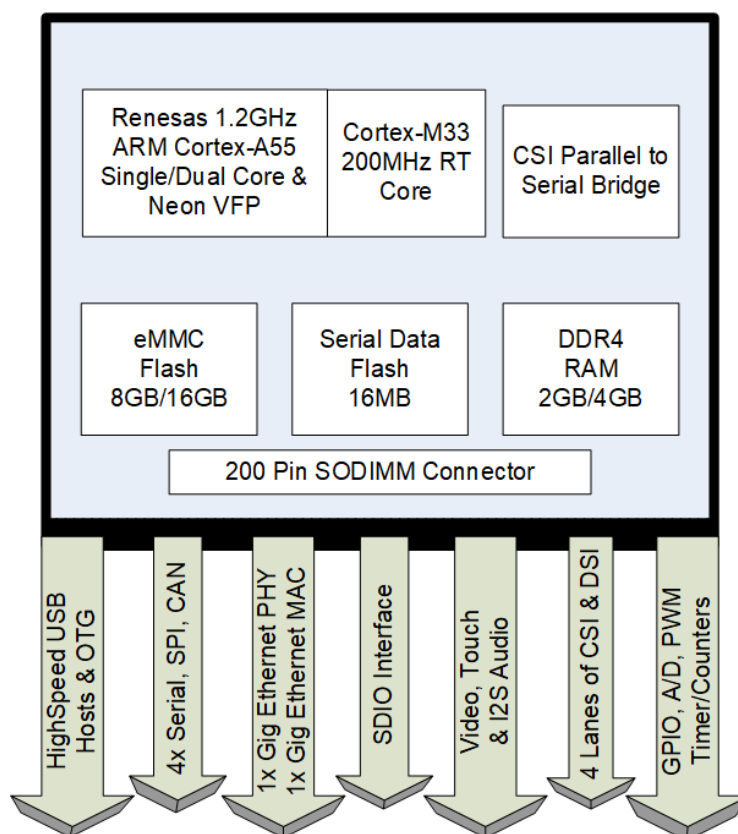 Renesas 1.2GHz
ARM Cortex-A55
Single/Dual Core &
Neon VFP
Cortex-M33
200MHz RT
Core
CSI Parallel to
Serial Bridge
eMMC
Flash
8GB/16GB
Serial Data
Flash
16MB
DDR4
RAM
2GB/4GB
200 Pin SODIMM Connector
HighSpeed USB
Hosts & OTG
4x Serial, SPI, CAN
1x Gig Ethernet PHY
1x Gig Ethernet MAC
SDIO Interface
Video, Touch
& I2S Audio
4 Lanes of CSI & DSI
GPIO, A/D, PWM
Timer/Counters